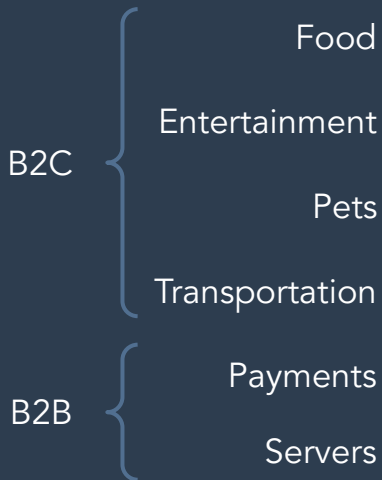 B2C
Food
Entertainment
Pets
Transportation
B2B
Payments
Servers